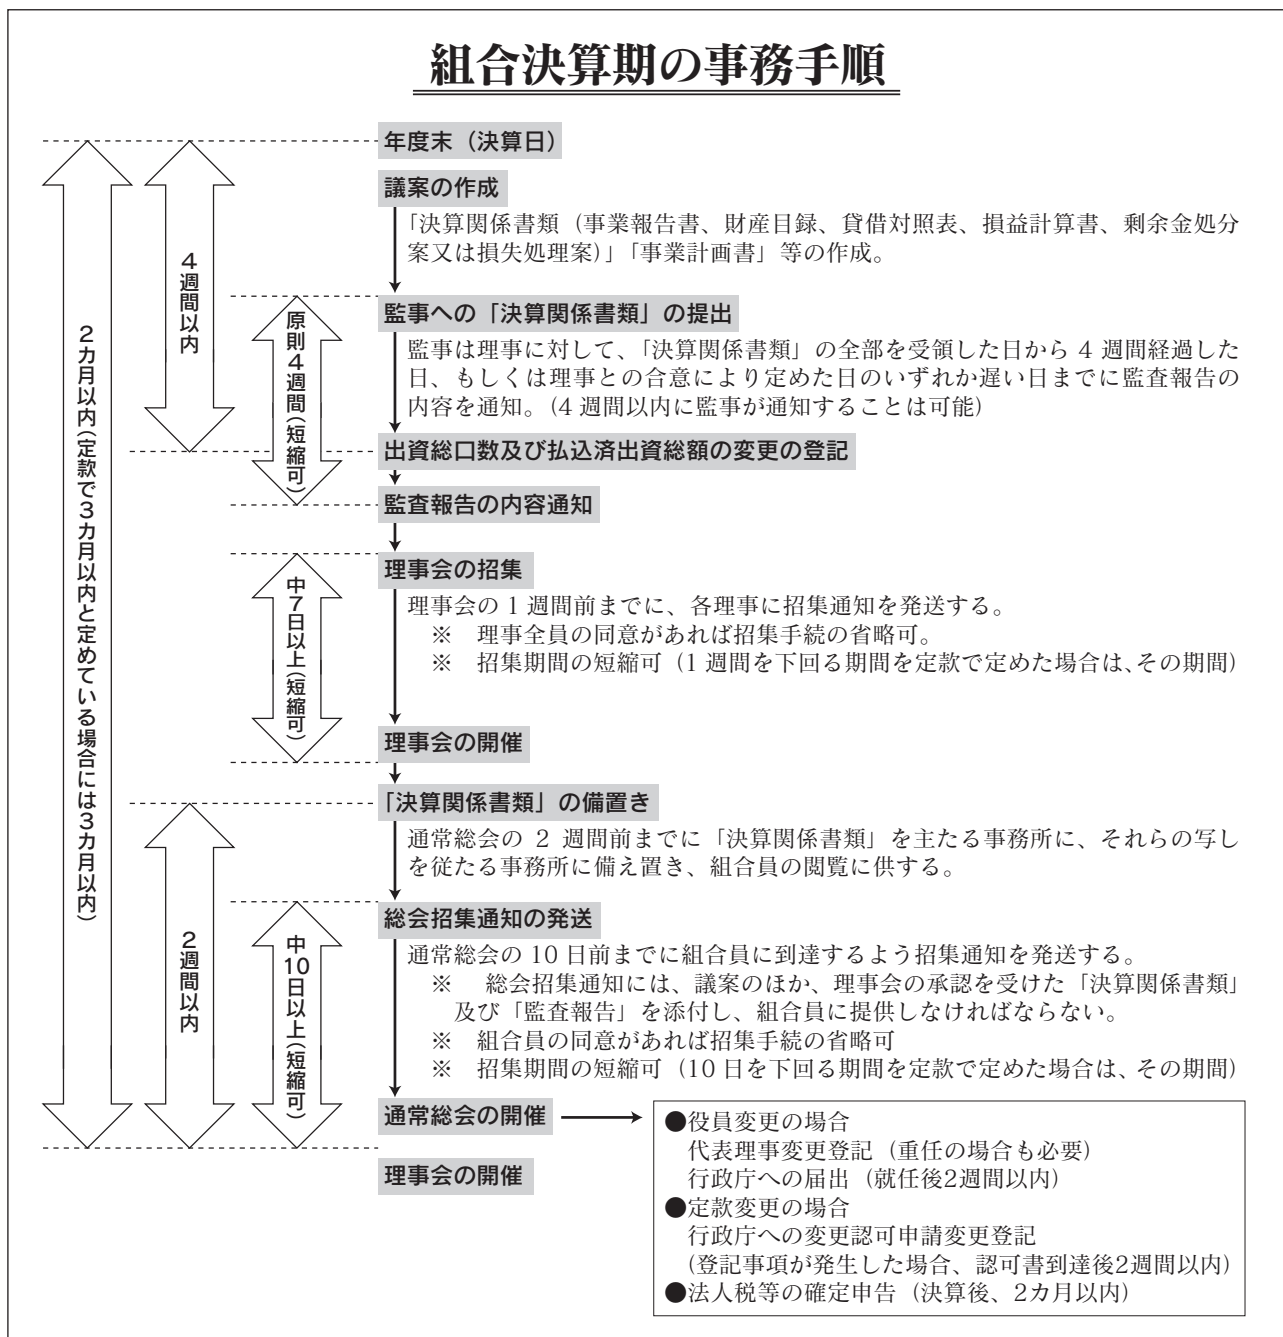 組合決算期の事務手順
年度末（決算日）
議案の作成
「決算関係書類（事業報告書、財産目録、貸借対照表、損益計算書、剰余金処分
案又は損失処理案）」「事業計画書」等の作成。
監事への「決算関係書類」の提出
監事は理事に対して、「決算関係書類」の全部を受領した日から 4 週間経過した
日、もしくは理事との合意により定めた日のいずれか遅い日までに監査報告の
内容を通知。（4 週間以内に監事が通知することは可能）
出資総口数及び払込済出資総額の変更の登記
監査報告の内容通知
理事会の招集
理事会の 1 週間前までに、各理事に招集通知を発送する。
※　理事全員の同意があれば招集手続の省略可。
※　招集期間の短縮可（1 週間を下回る期間を定款で定めた場合は、その期間）
理事会の開催
「決算関係書類」の備置き
通常総会の 2 週間前までに「決算関係書類」を主たる事務所に、それらの写し
を従たる事務所に備え置き、組合員の閲覧に供する。
総会招集通知の発送
通常総会の 10 日前までに組合員に到達するよう招集通知を発送する。
※　総会招集通知には、議案のほか、理事会の承認を受けた「決算関係書類」
及び「監査報告」を添付し、組合員に提供しなければならない。
※　組合員の同意があれば招集手続の省略可
※　招集期間の短縮可（10 日を下回る期間を定款で定めた場合は、その期間）
通常総会の開催
理事会の開催
●役員変更の場合
代表理事変更登記（重任の場合も必要）
行政庁への届出（就任後2週間以内）
●定款変更の場合
行政庁への変更認可申請変更登記
（登記事項が発生した場合、認可書到達後2週間以内）
●法人税等の確定申告（決算後、2カ月以内）
2カ月以内（定款で3カ月以内と定めている場合には3カ月以内）
4週間以内
原則4週間（短縮可）
中7日以上（短縮可）
2週間以内
中10日以上（短縮可）